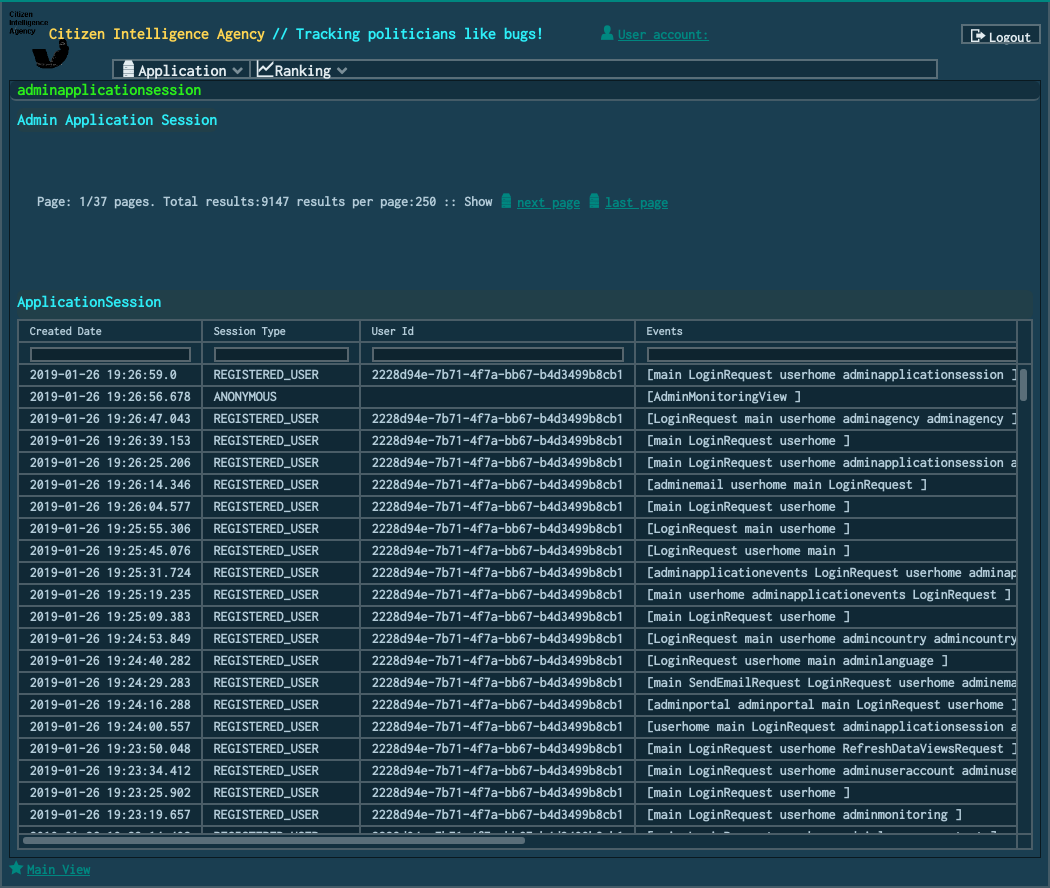 Citizen
Intelligence
Agency
Citizen Intelligence Agency // Tracking politicians like bugs!
User account:
Logout
Application
Ranking
adminapplicationsession
Admin Application Session
Page: 1/37 pages. Total results:9147 results per page:250 :: Show next page last page
ApplicationSession
Created Date Session Type User Id Events
2019-01-26 19:26:59.0 REGISTERED_USER 2228d94e-7b71-4f7a-bb67-b4d3499b8cb1 [main LoginRequest userhome adminapplicationsession ]
2019-01-26 19:26:56.678 ANONYMOUS [AdminMonitoringView ]
2019-01-26 19:26:47.043 REGISTERED_USER 2228d94e-7b71-4f7a-bb67-b4d3499b8cb1 [LoginRequest main userhome adminagency adminagency ]
2019-01-26 19:26:39.153 REGISTERED_USER 2228d94e-7b71-4f7a-bb67-b4d3499b8cb1 [main LoginRequest userhome ]
2019-01-26 19:26:25.206 REGISTERED_USER 2228d94e-7b71-4f7a-bb67-b4d3499b8cb1 [main LoginRequest userhome adminapplicationsession a
2019-01-26 19:26:14.346 REGISTERED_USER 2228d94e-7b71-4f7a-bb67-b4d3499b8cb1 [adminemail userhome main LoginRequest ]
2019-01-26 19:26:04.577 REGISTERED_USER 2228d94e-7b71-4f7a-bb67-b4d3499b8cb1 [main LoginRequest userhome ]
2019-01-26 19:25:55.306 REGISTERED_USER 2228d94e-7b71-4f7a-bb67-b4d3499b8cb1 [LoginRequest main userhome ]
2019-01-26 19:25:45.076 REGISTERED_USER 2228d94e-7b71-4f7a-bb67-b4d3499b8cb1 [LoginRequest userhome main ]
2019-01-26 19:25:31.724 REGISTERED_USER 2228d94e-7b71-4f7a-bb67-b4d3499b8cb1 [adminapplicationevents LoginRequest userhome adminap
2019-01-26 19:25:19.235 REGISTERED_USER 2228d94e-7b71-4f7a-bb67-b4d3499b8cb1 [main userhome adminapplicationevents LoginRequest ]
2019-01-26 19:25:09.383 REGISTERED_USER 2228d94e-7b71-4f7a-bb67-b4d3499b8cb1 [main LoginRequest userhome ]
2019-01-26 19:24:53.849 REGISTERED_USER 2228d94e-7b71-4f7a-bb67-b4d3499b8cb1 [LoginRequest main userhome admincountry admincountry
2019-01-26 19:24:40.282 REGISTERED_USER 2228d94e-7b71-4f7a-bb67-b4d3499b8cb1 [LoginRequest userhome main adminlanguage ]
2019-01-26 19:24:29.283 REGISTERED_USER 2228d94e-7b71-4f7a-bb67-b4d3499b8cb1 [main SendEmailRequest LoginRequest userhome adminema
2019-01-26 19:24:16.288 REGISTERED_USER 2228d94e-7b71-4f7a-bb67-b4d3499b8cb1 [adminportal adminportal main LoginRequest userhome ]
2019-01-26 19:24:00.557 REGISTERED_USER 2228d94e-7b71-4f7a-bb67-b4d3499b8cb1 [userhome main LoginRequest adminapplicationsession a
2019-01-26 19:23:50.048 REGISTERED_USER 2228d94e-7b71-4f7a-bb67-b4d3499b8cb1 [main LoginRequest userhome RefreshDataViewsRequest ]
2019-01-26 19:23:34.412 REGISTERED_USER 2228d94e-7b71-4f7a-bb67-b4d3499b8cb1 [main LoginRequest userhome adminuseraccount adminuse
2019-01-26 19:23:25.902 REGISTERED_USER 2228d94e-7b71-4f7a-bb67-b4d3499b8cb1 [main LoginRequest userhome ]
2019-01-26 19:23:19.657 REGISTERED_USER 2228d94e-7b71-4f7a-bb67-b4d3499b8cb1 [main LoginRequest userhome adminmonitoring ]
Main View